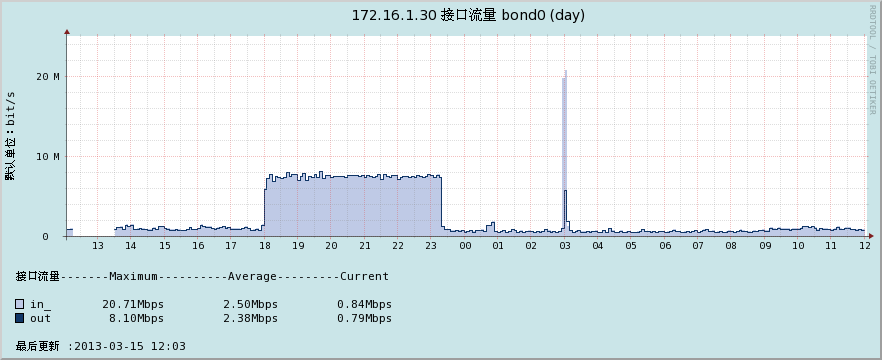 172.16.1.30 接口流量 bond0 (day)
RRDTOOL / TOBI OETIKER
默认单位：bit/s
20 M
10 M
0
13 14 15 16 17 18 19 20 21 22 23 00 01 02 03 04 05 06 07 08 09 10 11 12
接口流量-------Maximum----------Average---------Current
in_ 20.71Mbps 2.50Mbps 0.84Mbps
out 8.10Mbps 2.38Mbps 0.79Mbps
最后更新 :2013-03-15 12:03